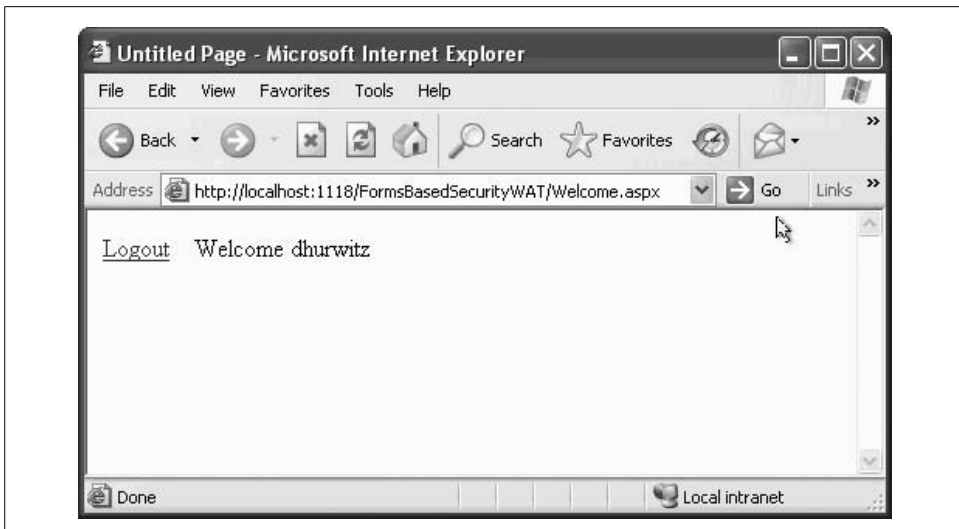 Untitled Page - Microsoft Internet Explorer
File Edit View Favorites Tools Help
Back Search Favorites »
Address http://localhost:1118/FormsBasedSecurityWAT/Welcome.aspx Go Links »
Logout Welcome dhurwitz
Done Local intranet